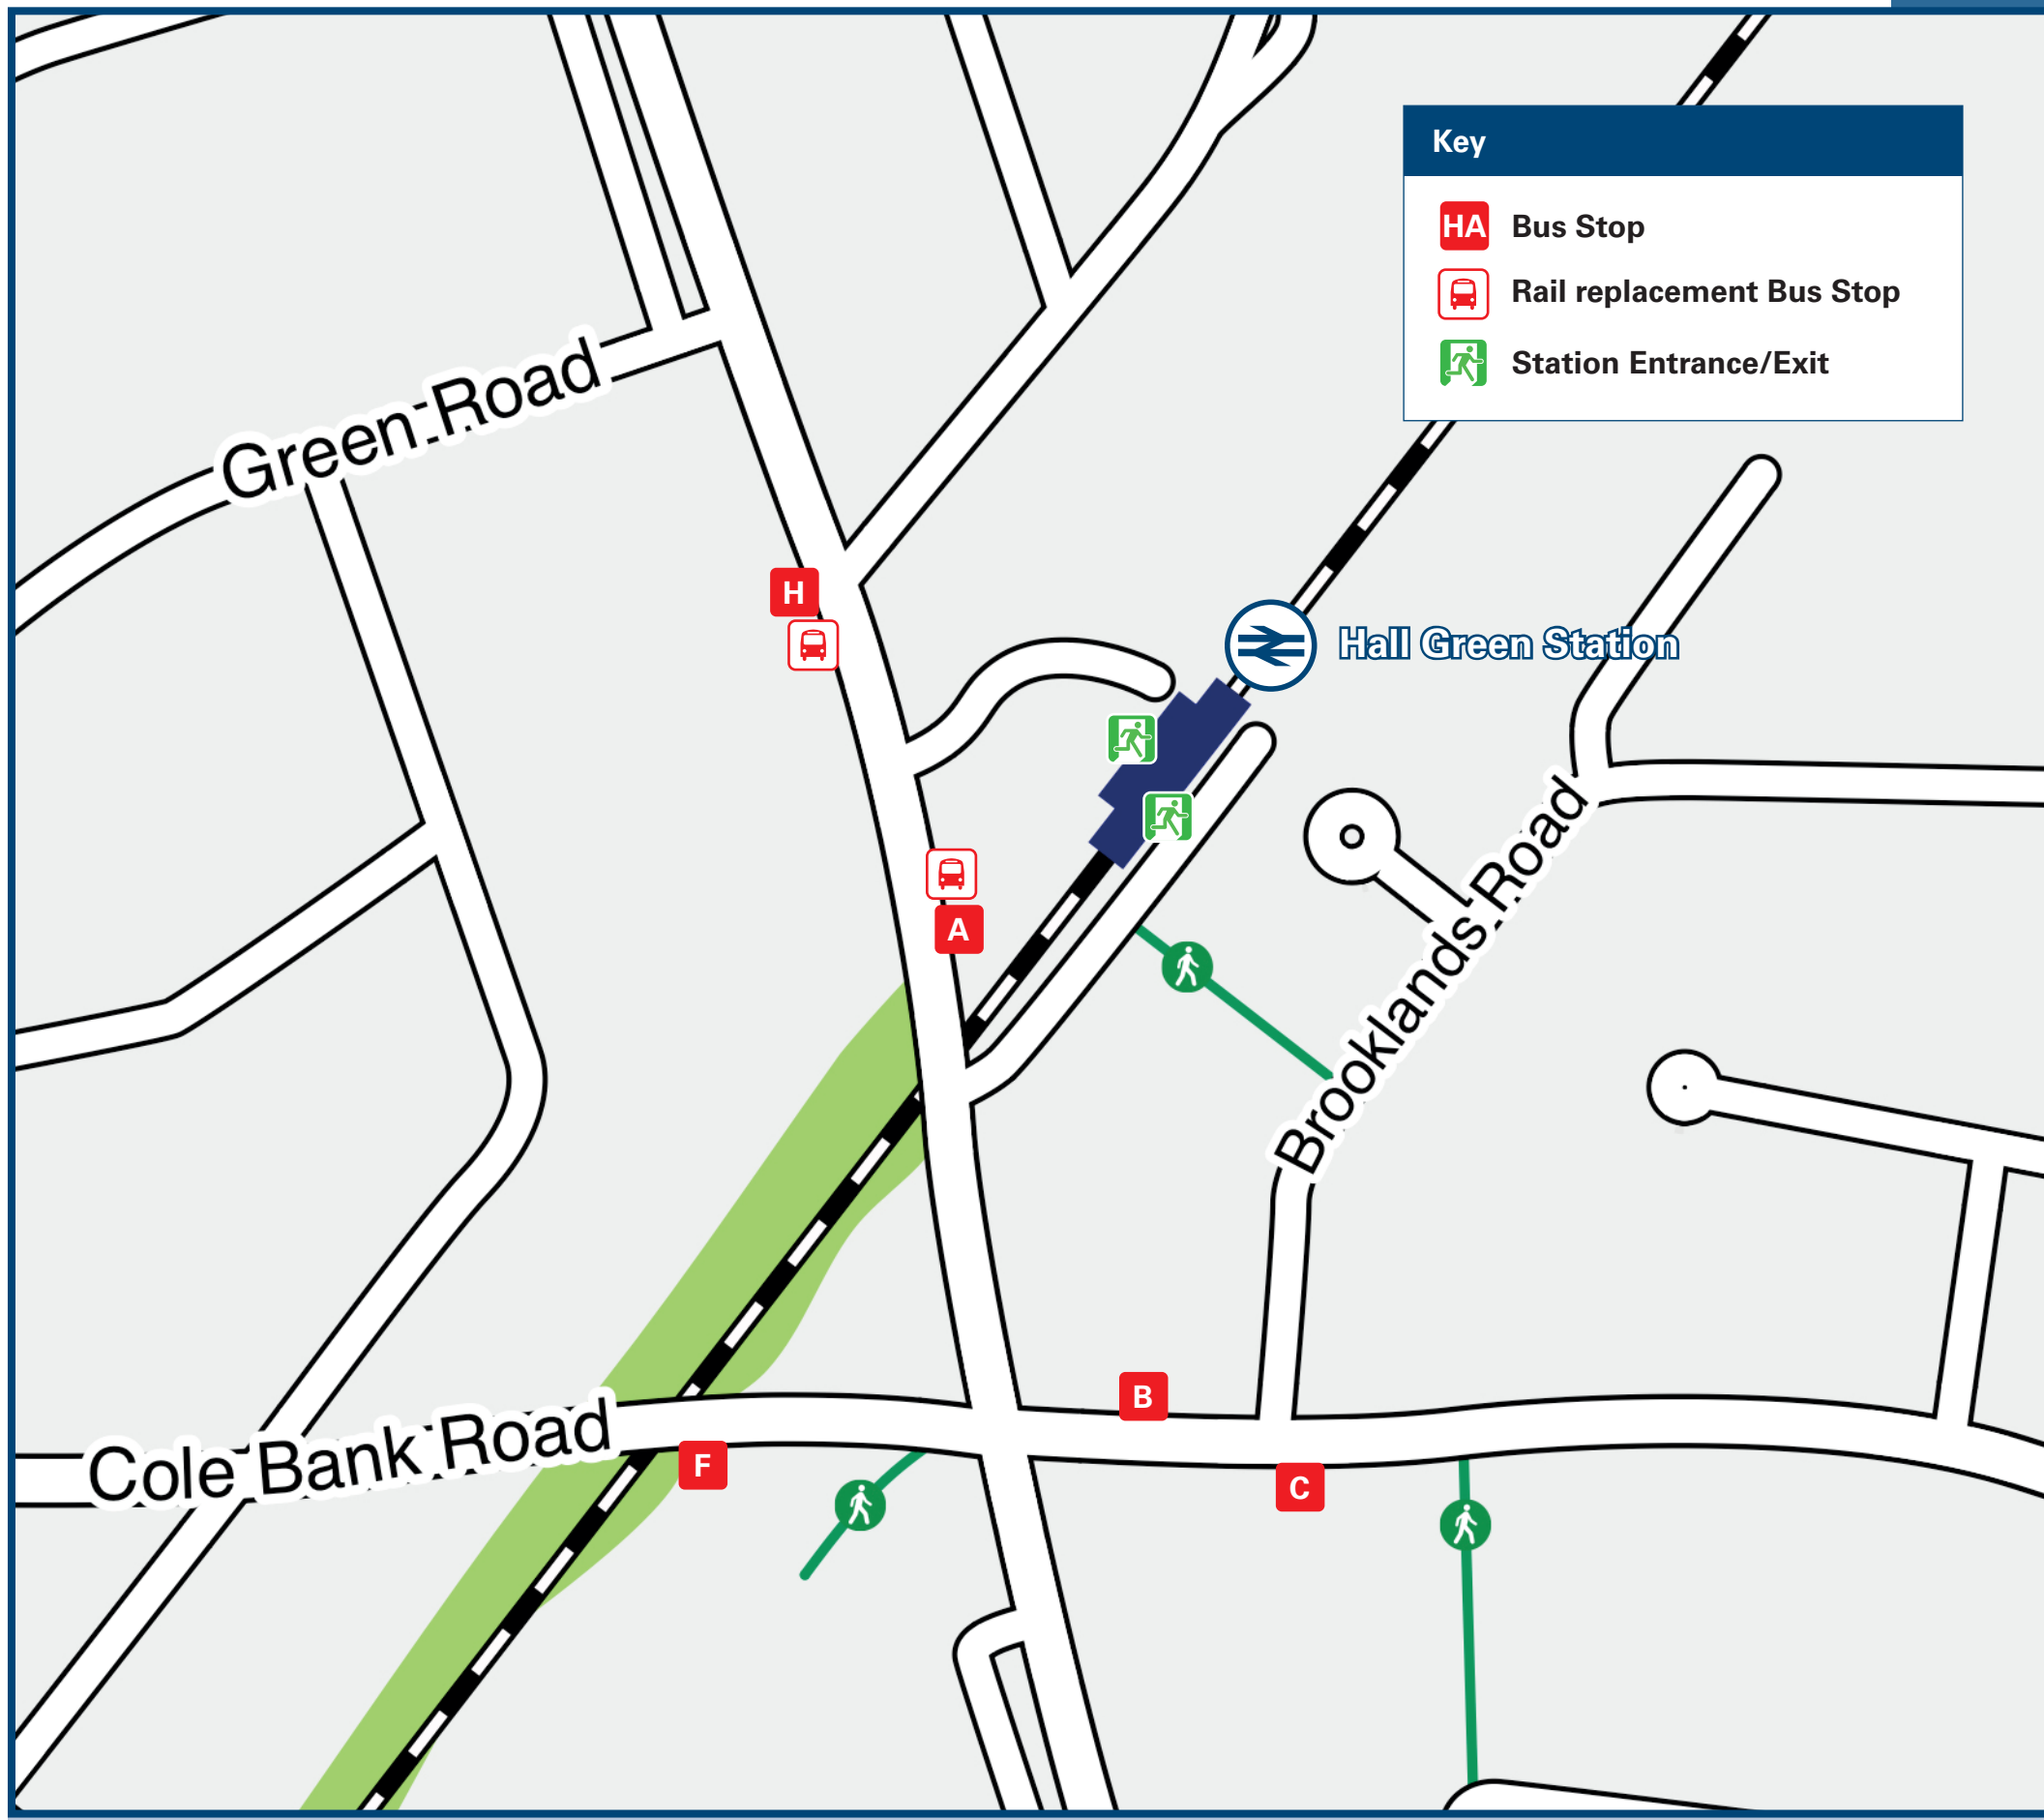 Key
HA Bus Stop
Rail replacement Bus Stop
Station Entrance/Exit
Green Road
H
Hall Green Station
A
Brooklands Road
B
Cole Bank Road
F
C